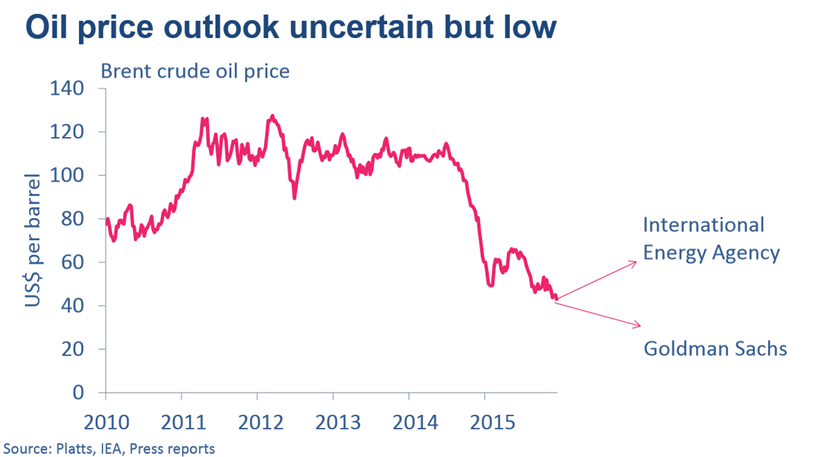 Oil price outlook uncertain but low
Brent crude oil price
140
120
100
80
60
40
20
0
US$ per barrel
2010 2011 2012 2013 2014 2015
International
Energy Agency
Goldman Sachs
Source: Platts, IEA, Press reports